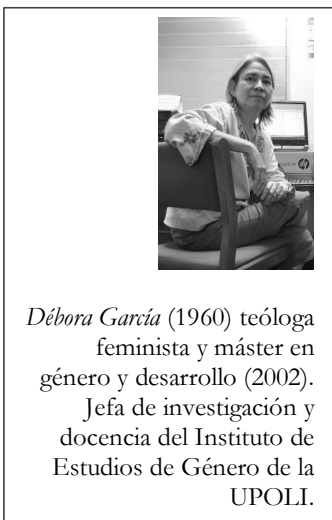 Débora García (1960) teóloga
feminista y máster en
género y desarrollo (2002).
Jefa de investigación y
docencia del Instituto de
Estudios de Género de la
UPOLI.